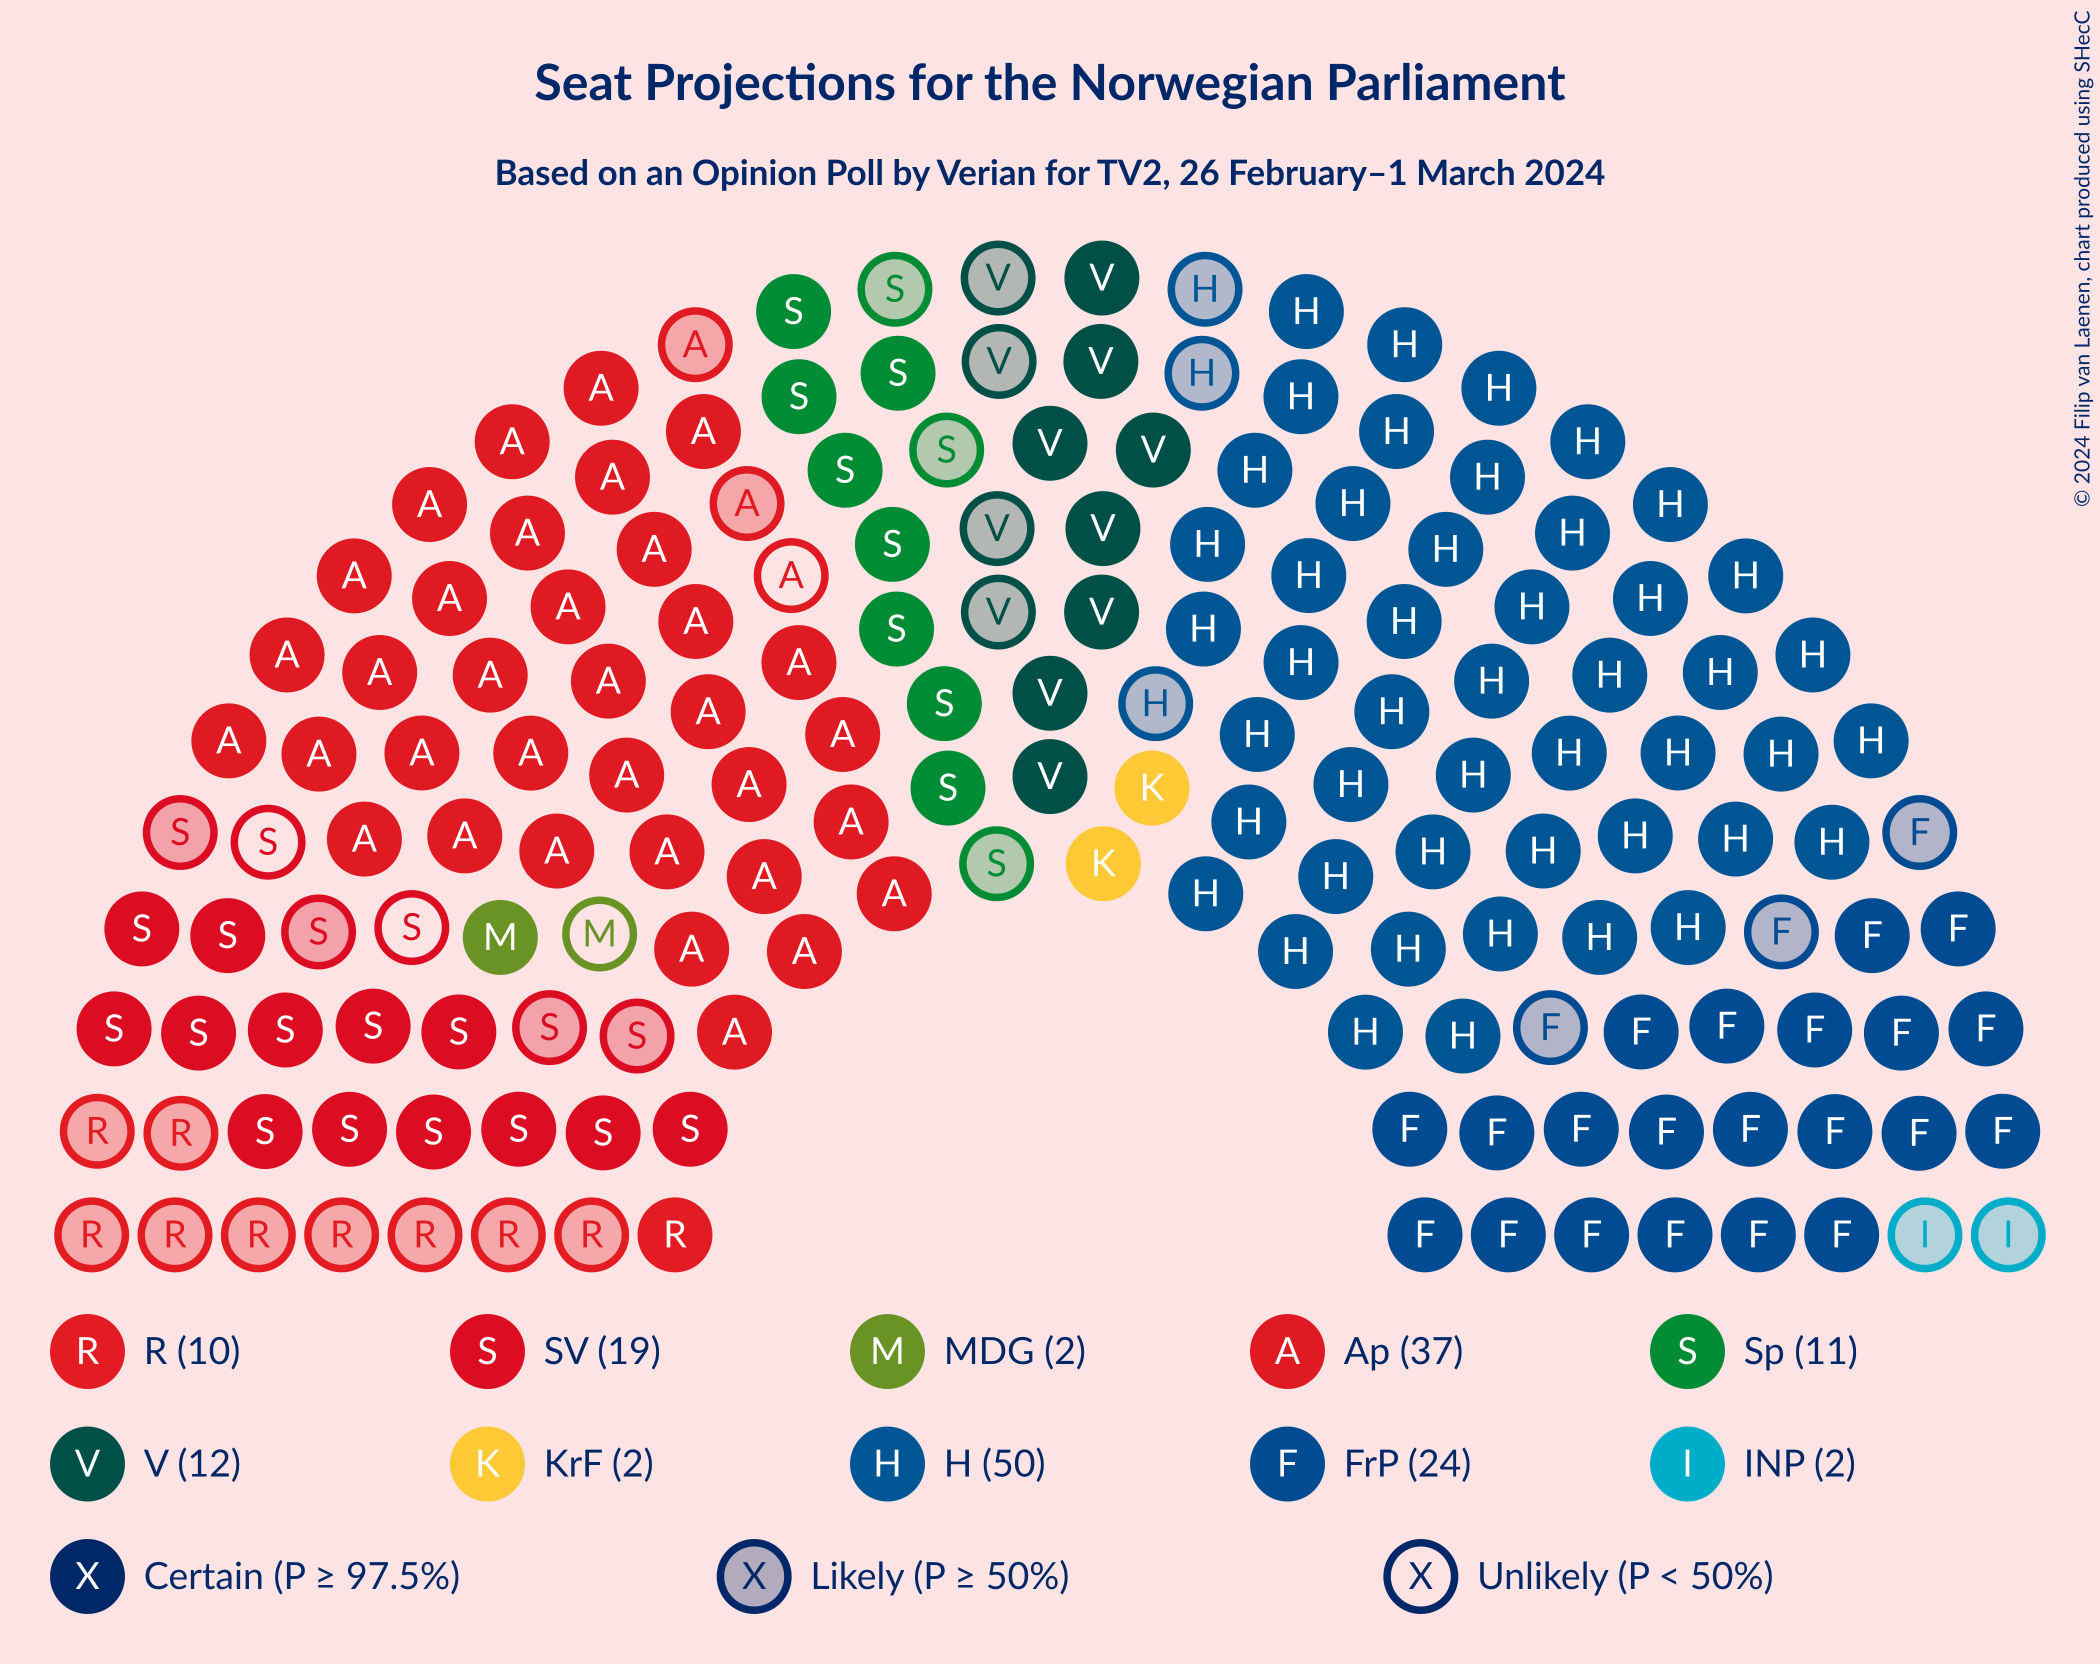 Seat Projections for the Norwegian Parliament
Based on an Opinion Poll by Verian for TV2, 26 February–1 March 2024
© 2024 Filip van Laenen, chart produced using SHecC
S V V H
A S H H
S V V H
A S S H H
A A S V V H H
A A H H
A A S V V H H H
A A A S H H H
A A A S V V H H H
A A A H H H
A A A S V H H H H
A A A A H H H H
A A A A A S V K H H H H H
S S A A A A A S K H H H H H H F
S S S S M M A A A H H H H H F F F
S S S S S S S A H H F F F F F F
R R S S S S S S F F F F F F F F
R R R R R R R R F F F F F F I I
R R (10) S SV (19) M MDG (2) A Ap (37) S Sp (11)
V V (12) K KrF (2) H H (50) F FrP (24) I INP (2)
X Certain (P ≥ 97.5%) X Likely (P ≥ 50%) X Unlikely (P < 50%)